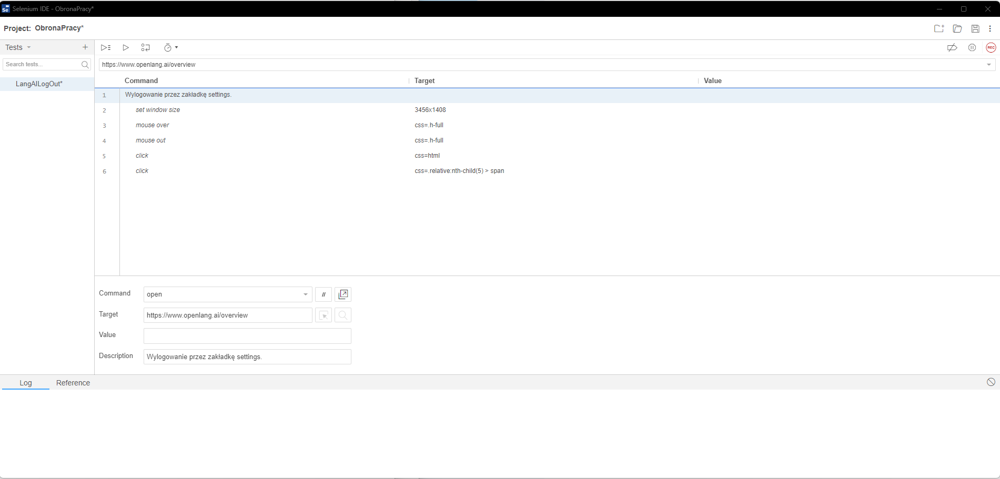 Selenium IDE - ObronaPracy*
Project: ObronaPracy*
Tests
Search tests...
LangAILogOut*
REC
https://www.openlang.ai/overview
Command Target Value
1 Wylogowanie przez zakładkę settings.
2 set window size 3456x1408
3 mouse over css=.h-full
4 mouse out css=.h-full
5 click css=html
6 click css=.relative:nth-child(5) > span
Command open //
Target https://www.openlang.ai/overview
Value
Description Wylogowanie przez zakładkę settings.
Log Reference